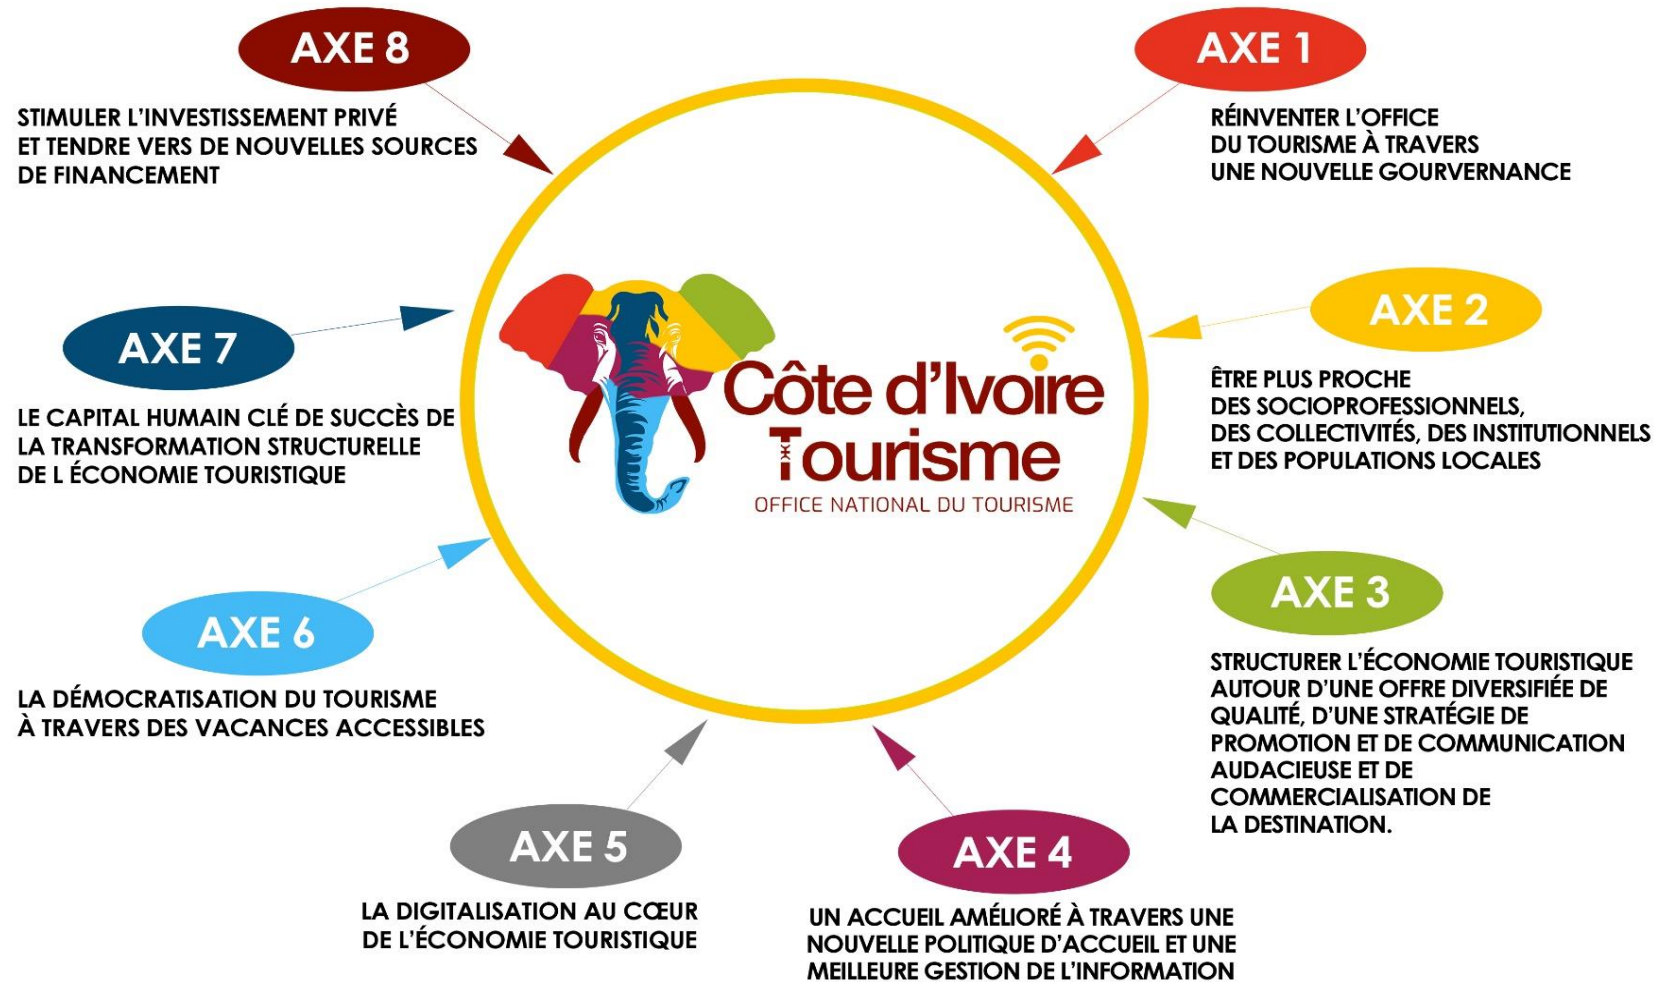 AXE 8
STIMULER L’INVESTISSEMENT PRIVÉ
ET TENDRE VERS DE NOUVELLES SOURCES
DE FINANCEMENT
AXE 1
RÉINVENTER L’OFFICE
DU TOURISME À TRAVERS
UNE NOUVELLE GOURVERNANCE
AXE 2
ÊTRE PLUS PROCHE
DES SOCIOPROFESSIONNELS,
DES COLLECTIVITÉS, DES INSTITUTIONNELS
ET DES POPULATIONS LOCALES
AXE 7
LE CAPITAL HUMAIN CLÉ DE SUCCÈS DE
LA TRANSFORMATION STRUCTURELLE
DE L ÉCONOMIE TOURISTIQUE
Côte d’Ivoire
Tourisme
OFFICE NATIONAL DU TOURISME
AXE 3
STRUCTURER L’ÉCONOMIE TOURISTIQUE
AUTOUR D’UNE OFFRE DIVERSIFIÉE DE
QUALITÉ, D’UNE STRATÉGIE DE
PROMOTION ET DE COMMUNICATION
AUDACIEUSE ET DE
COMMERCIALISATION DE
LA DESTINATION.
AXE 6
LA DÉMOCRATISATION DU TOURISME
À TRAVERS DES VACANCES ACCESSIBLES
AXE 5
LA DIGITALISATION AU CŒUR
DE L’ÉCONOMIE TOURISTIQUE
AXE 4
UN ACCUEIL AMÉLIORÉ À TRAVERS UNE
NOUVELLE POLITIQUE D’ACCUEIL ET UNE
MEILLEURE GESTION DE L’INFORMATION